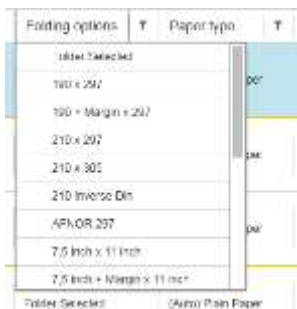 Folding options Paper type
Folder Selected
190 x 297
190 + Margin x 297
210 x 297
210 x 305
210 Inverse Din
AFNOR 297
7,5 inch x 11 inch
7,5 inch + Margin x 11 inch
Folder Selected (Auto) Plain Paper